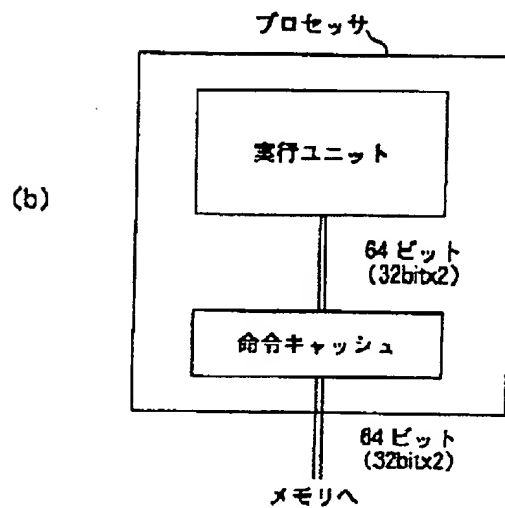 プロセッサ
実行ユニット
(b)
64 ビット
(32bitx2)
命令キャッシュ
64 ビット
(32bitx2)
メモリへ